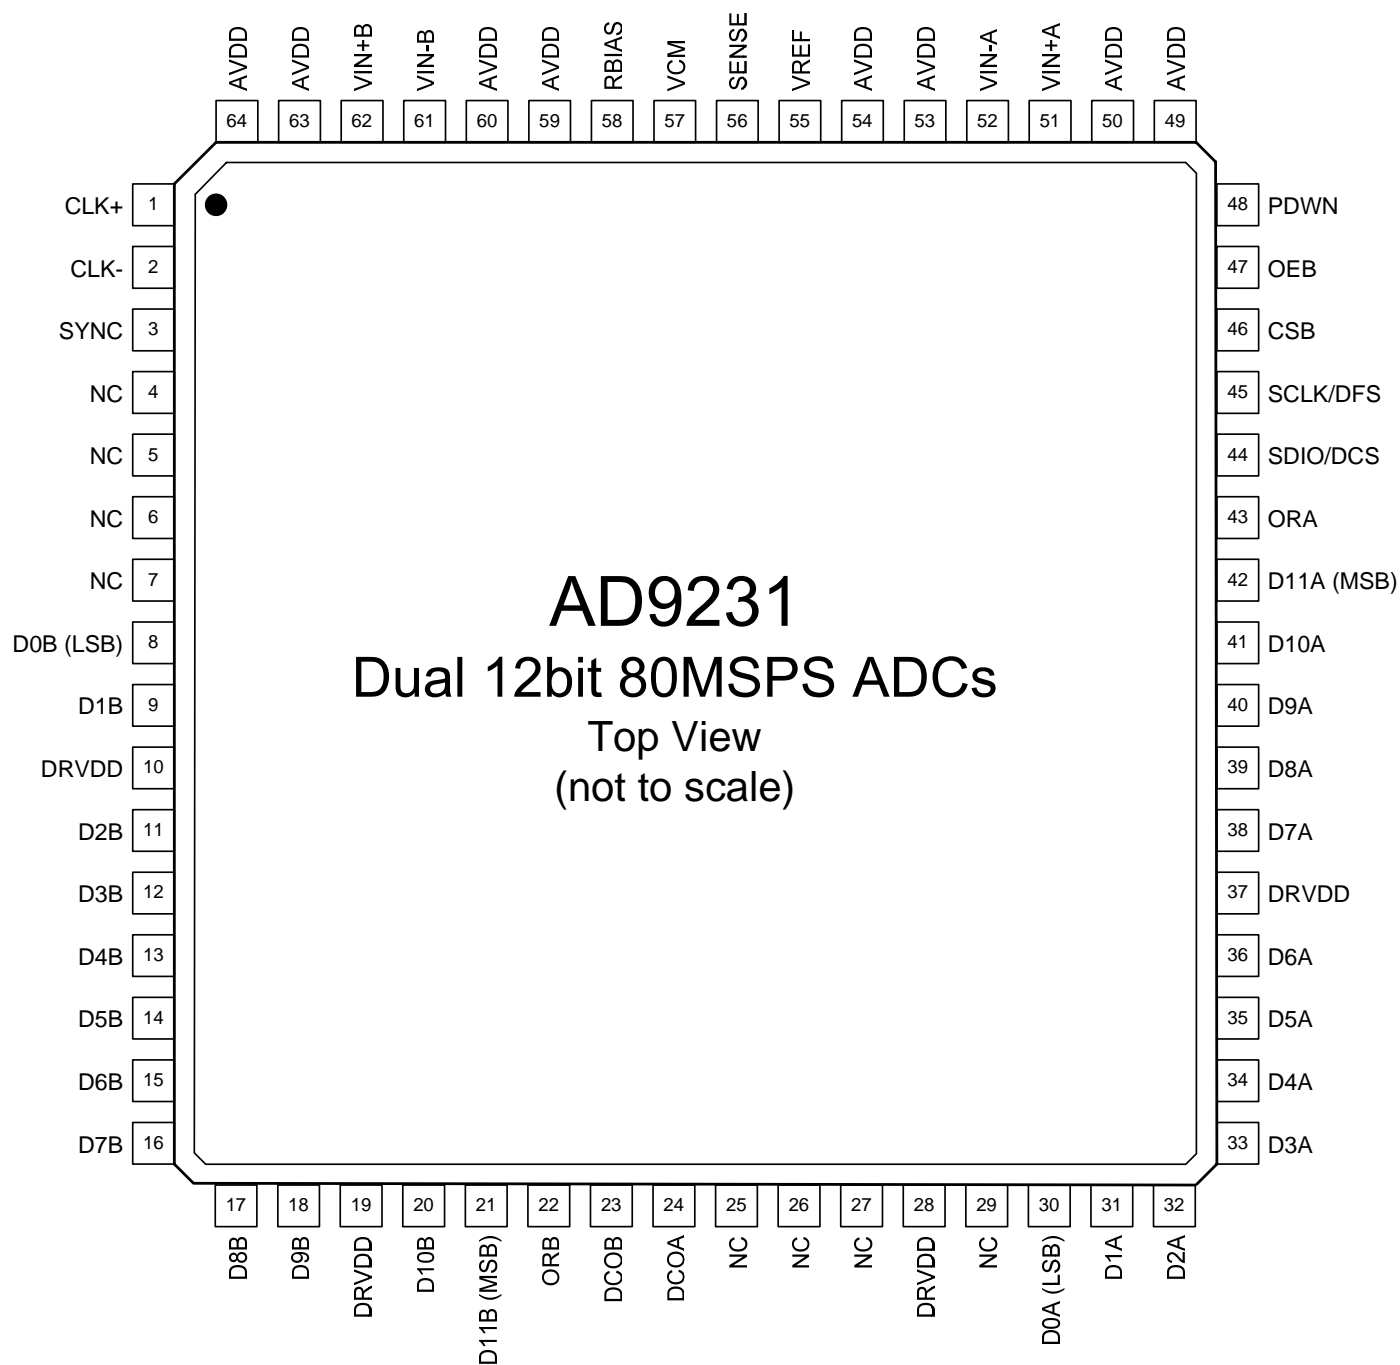 AVDD AVDD VIN+B VIN-B AVDD AVDD RBIAS VCM SENSE VREF AVDD AVDD VIN-A VIN+A AVDD AVDD
64 63 62 61 60 59 58 57 56 55 54 53 52 51 50 49
CLK+ 1
CLK- 2
SYNC 3
NC 4
NC 5
NC 6
NC 7
D0B (LSB) 8
D1B 9
DRVDD 10
D2B 11
D3B 12
D4B 13
D5B 14
D6B 15
D7B 16
AD9231
Dual 12bit 80MSPS ADCs
Top View
(not to scale)
48 PDWN
47 OEB
46 CSB
45 SCLK/DFS
44 SDIO/DCS
43 ORA
42 D11A (MSB)
41 D10A
40 D9A
39 D8A
38 D7A
37 DRVDD
36 D6A
35 D5A
34 D4A
33 D3A
17 18 19 20 21 22 23 24 25 26 27 28 29 30 31 32
D8B D9B DRVDD D10B D11B (MSB) ORB DCOB DCOA NC NC NC DRVDD NC D0A (LSB) D1A D2A